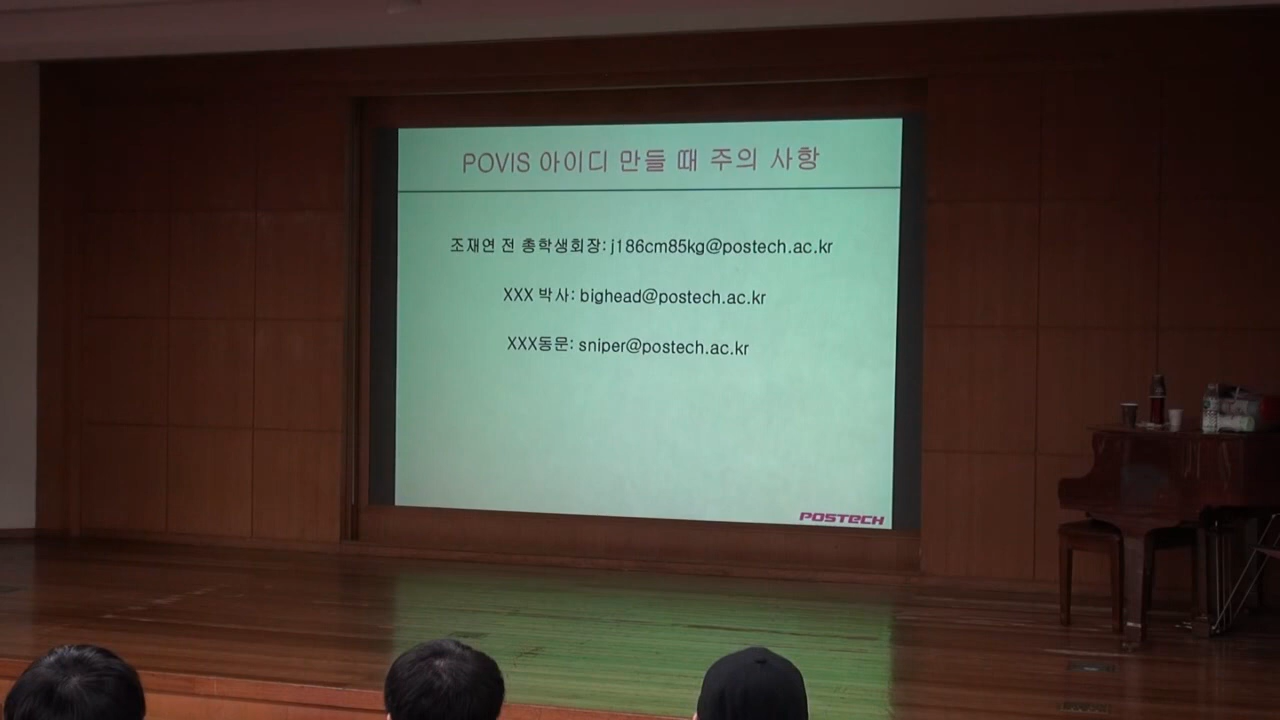 POVIS 아이디 만들 때 주의 사항
조재연 전 총학생회장: j186cm85kg@postech.ac.kr
XXX 박사: bighead@postech.ac.kr
XXX동문: sniper@postech.ac.kr
POSTECH